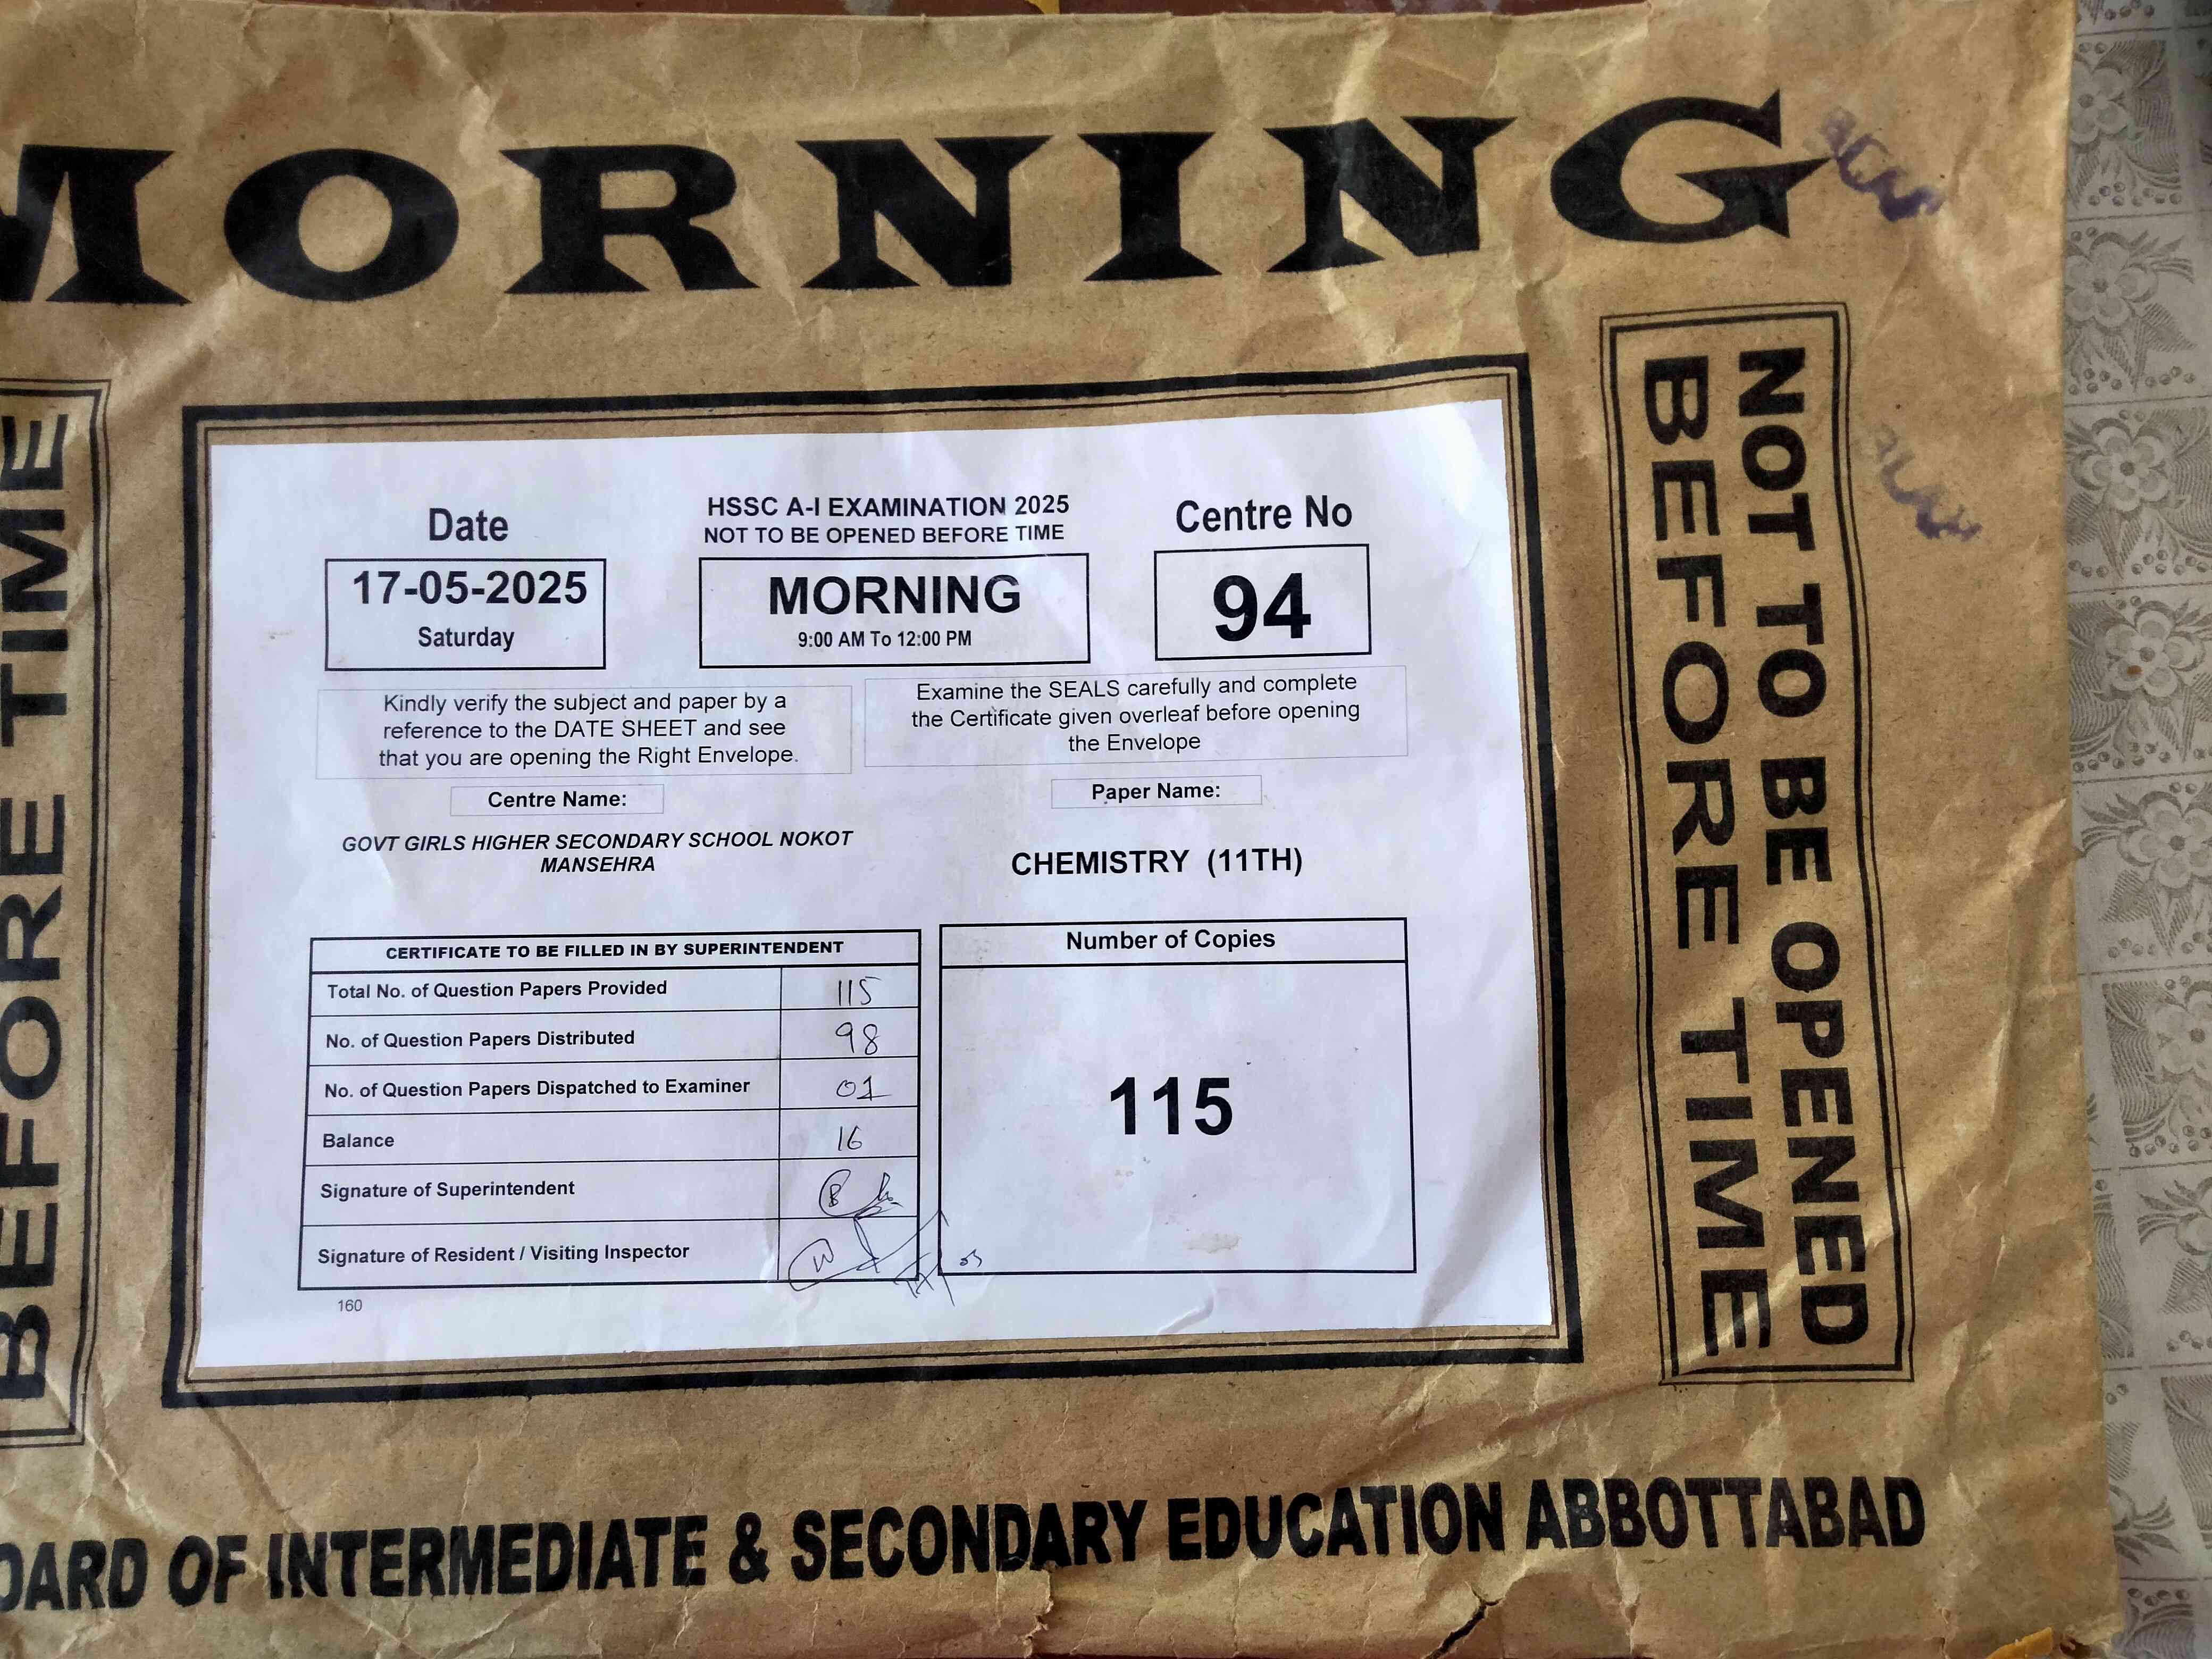 MORNING
BEFORE TIME
NOT TO BE OPENED
BEFORE TIME
Date
17-05-2025
Saturday
HSSC A-I EXAMINATION 2025
NOT TO BE OPENED BEFORE TIME
MORNING
9:00 AM To 12:00 PM
Centre No
94
Kindly verify the subject and paper by a
reference to the DATE SHEET and see
that you are opening the Right Envelope.
Examine the SEALS carefully and complete
the Certificate given overleaf before opening
the Envelope
Centre Name:
GOVT GIRLS HIGHER SECONDARY SCHOOL NOKOT
MANSEHRA
Paper Name:
CHEMISTRY (11TH)
CERTIFICATE TO BE FILLED IN BY SUPERINTENDENT
Total No. of Question Papers Provided 115
No. of Question Papers Distributed 98
No. of Question Papers Dispatched to Examiner 01
Balance 16
Signature of Superintendent
Signature of Resident / Visiting Inspector
160
Number of Copies
115
OARD OF INTERMEDIATE & SECONDARY EDUCATION ABBOTTABAD